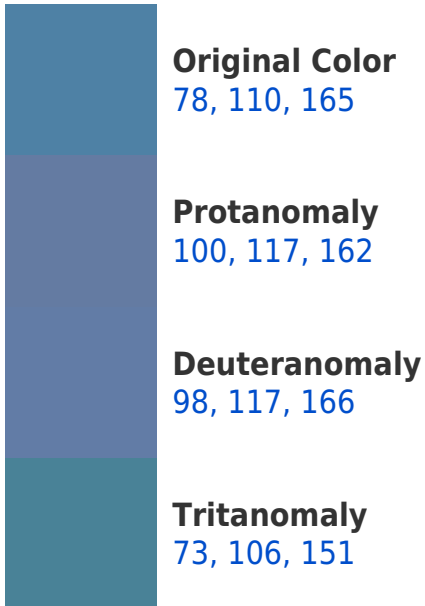 Original Color
78, 110, 165
Protanomaly
100, 117, 162
Deuteranomaly
98, 117, 166
Tritanomaly
73, 106, 151